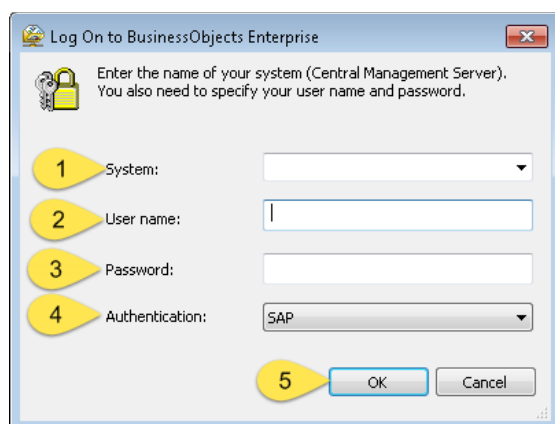 Log On to BusinessObjects Enterprise
Enter the name of your system (Central Management Server).
You also need to specify your user name and password.
1 System:
2 User name:
3 Password:
4 Authentication: SAP
5 OK Cancel